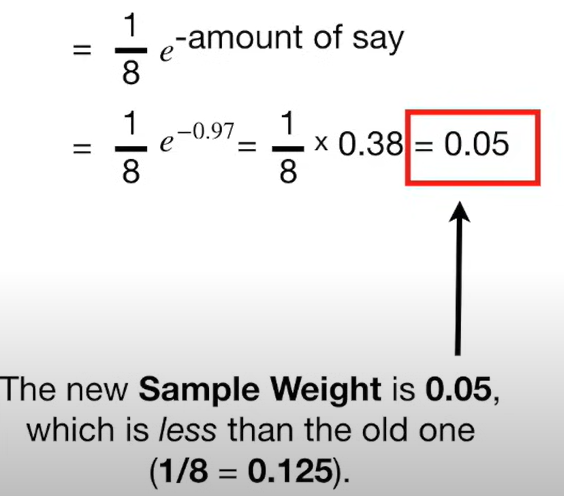 = 1/8 e^-amount of say
= 1/8 e^−0.97 = 1/8 x 0.38 = 0.05
The new Sample Weight is 0.05,
which is less than the old one
(1/8 = 0.125).